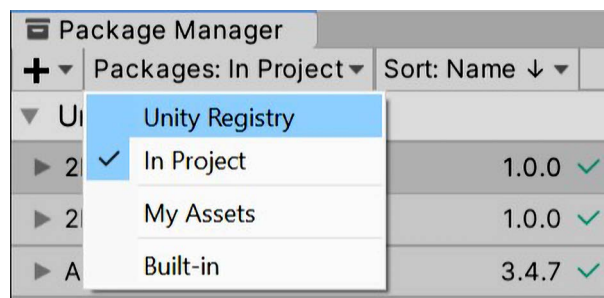 Package Manager
+ Packages: In Project Sort: Name ↓
Unity Registry
In Project 1.0.0
My Assets 1.0.0
Built-in 3.4.7